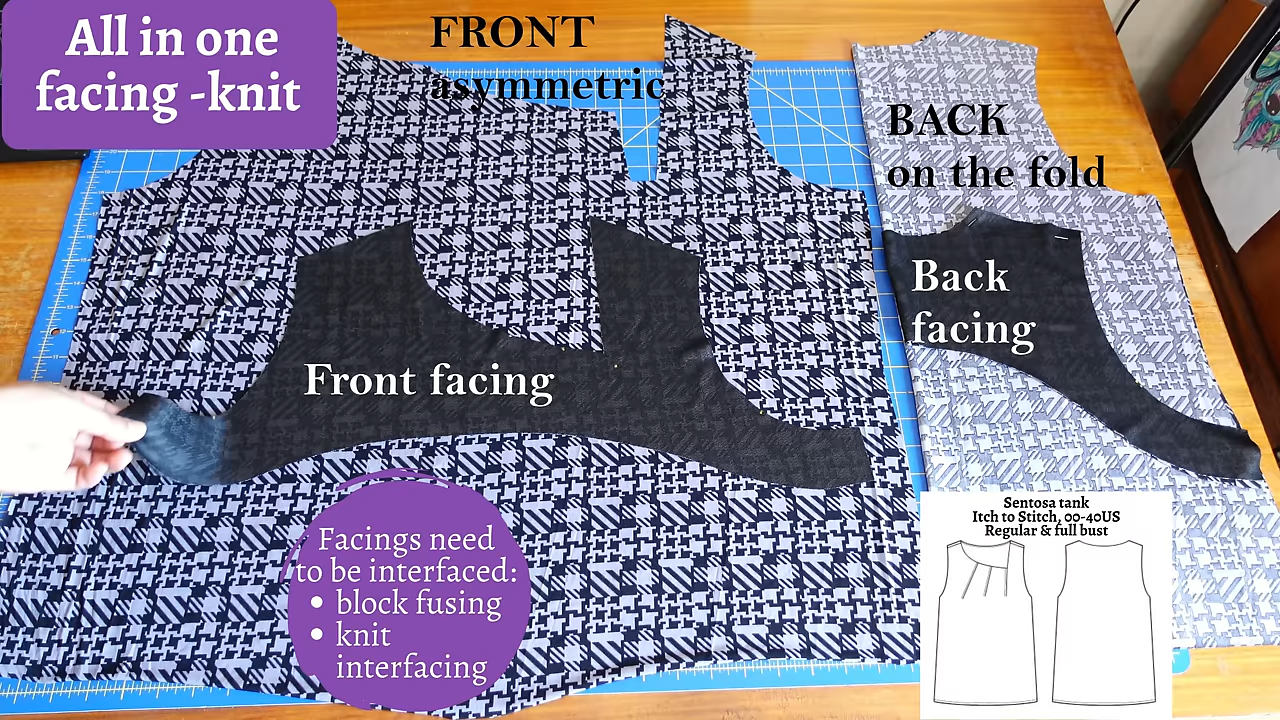 All in one
facing -knit
FRONT
asymmetric
BACK
on the fold
Back
facing
Front facing
Facings need
to be interfaced:
• block fusing
• knit
interfacing
Sentosa tank
Itch to Stitch, 00-40US
Regular & full bust